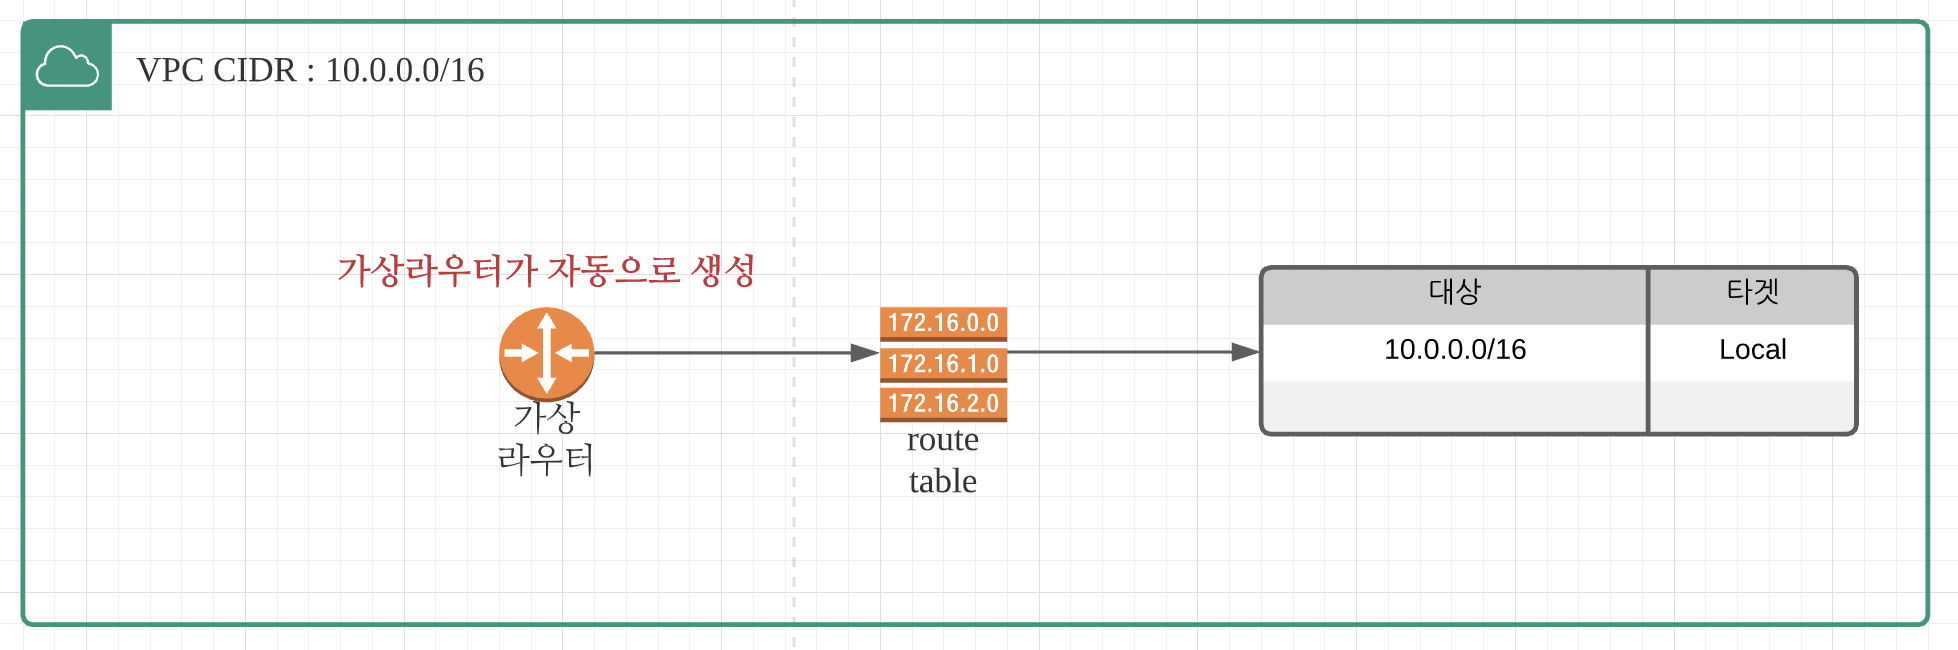 VPC CIDR : 10.0.0.0/16
가상라우터가 자동으로 생성
가상
라우터
172.16.0.0
172.16.1.0
172.16.2.0
route
table
대상 타겟
10.0.0.0/16 Local